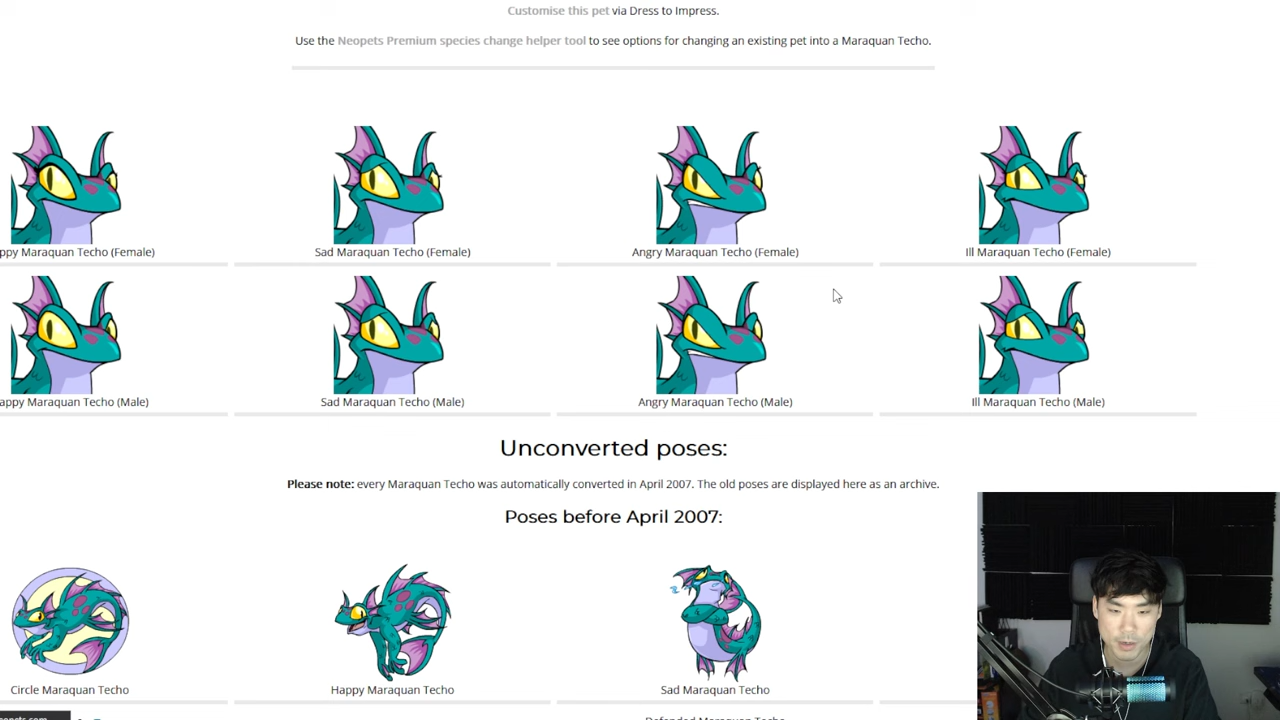 Customise this pet via Dress to Impress.
Use the Neopets Premium species change helper tool to see options for changing an existing pet into a Maraquan Techo.
ppy Maraquan Techo (Female)
Sad Maraquan Techo (Female)
Angry Maraquan Techo (Female)
Ill Maraquan Techo (Female)
appy Maraquan Techo (Male)
Sad Maraquan Techo (Male)
Angry Maraquan Techo (Male)
Ill Maraquan Techo (Male)
Unconverted poses:
Please note: every Maraquan Techo was automatically converted in April 2007. The old poses are displayed here as an archive.
Poses before April 2007:
Circle Maraquan Techo
Happy Maraquan Techo
Sad Maraquan Techo
Defended Maraquan Techo